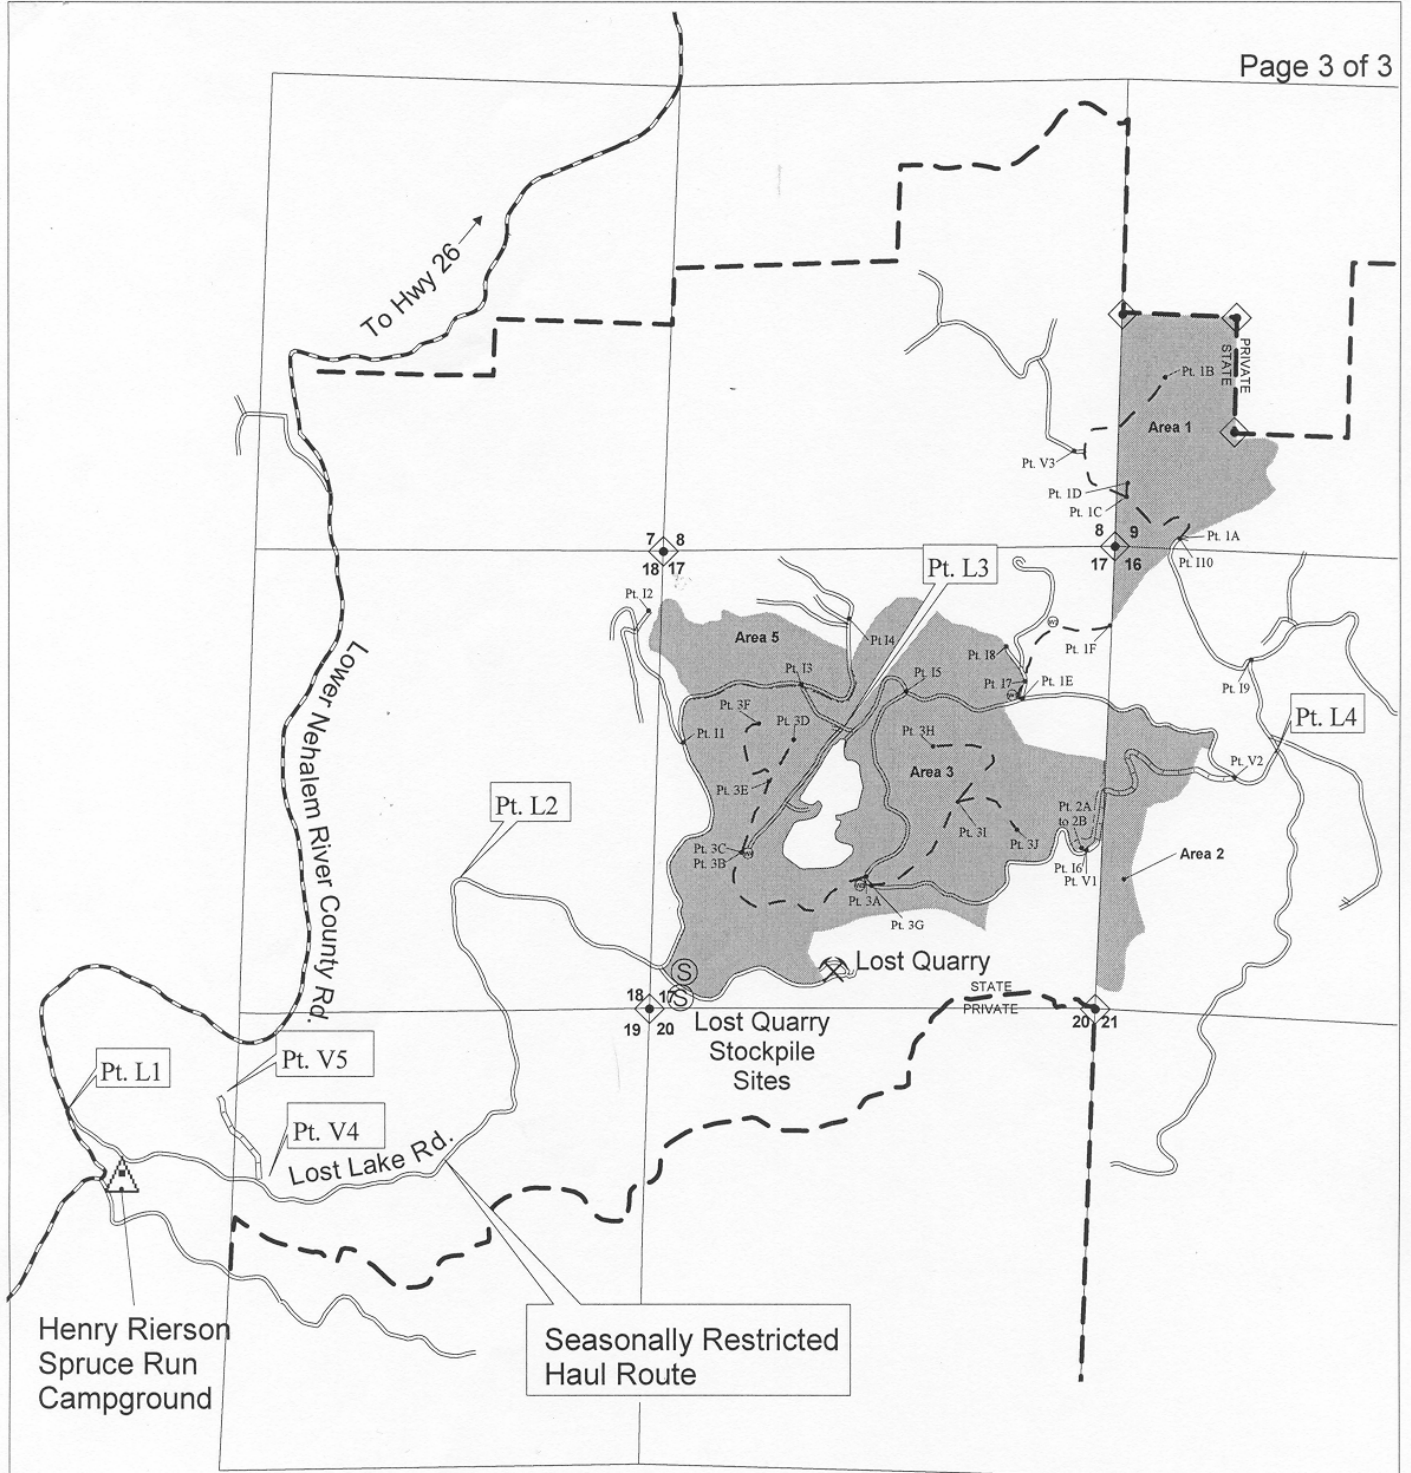 Page 3 of 3
To Hwy 26
PRIVATE
STATE
Pt. 1B
Area 1
Pt. V3
Pt. 1D
Pt. 1C
8 9
17 16
Pt. 1A
Pt. I10
7 8
18 17
Pt. L3
Pt. I2
Area 5
Pt I4
Pt. I8
Pt. 1F
Pt. I3
Pt. I5
Pt. I7
Pt. 1E
Pt. I9
Pt. L4
Lower Nehalem River County Rd.
Pt. 3F
Pt. 3D
Pt. I1
Pt. 3H
Area 3
Pt. V2
Pt. 3E
Pt. L2
Pt. 2A
to 2B
Pt. 3I
Pt. 3J
Pt. 3C
Pt. 3B
Area 2
Pt. I6
Pt. V1
Pt. 3A
Pt. 3G
Lost Quarry
S
S
STATE
PRIVATE
18 17
19 20
20 21
Lost Quarry
Stockpile
Sites
Pt. V5
Pt. L1
Pt. V4
Lost Lake Rd.
Henry Rierson
Spruce Run
Campground
Seasonally Restricted
Haul Route